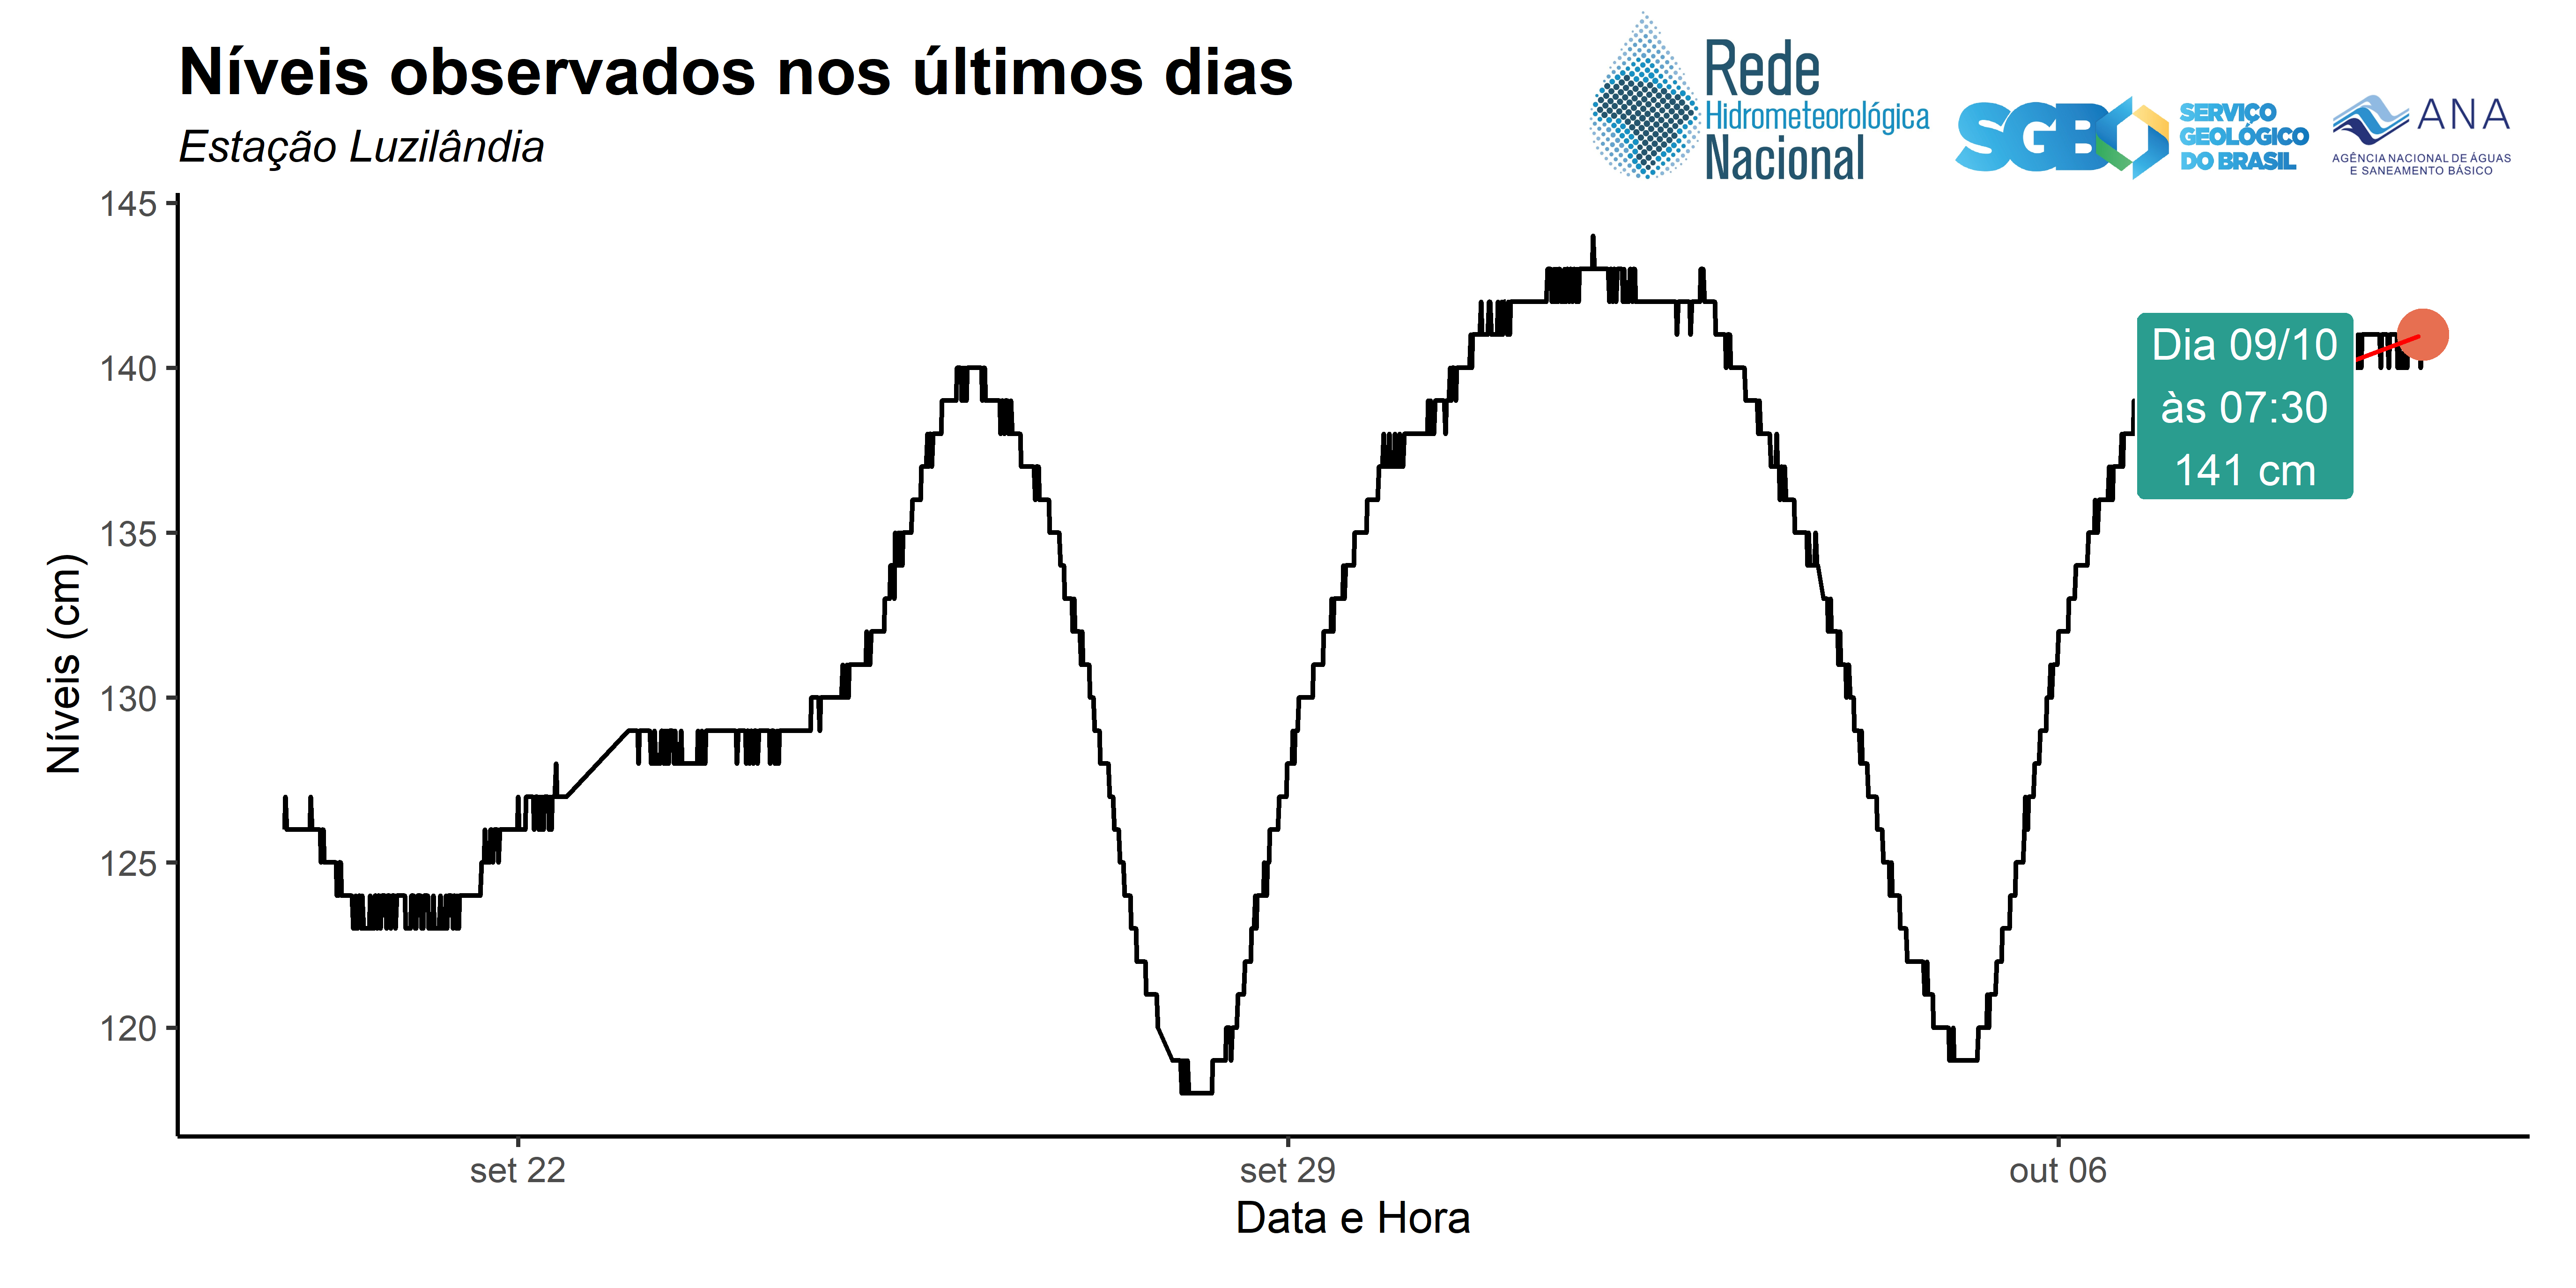 Níveis observados nos últimos dias
Estação Luzilândia
Rede
Hidrometeorológica
Nacional
SGB
SERVIÇO
GEOLÓGICO
DO BRASIL
ANA
AGÊNCIA NACIONAL DE ÁGUAS
E SANEAMENTO BÁSICO
145
140
135
130
125
120
Níveis (cm)
Dia 09/10
às 07:30
141 cm
set 22
set 29
out 06
Data e Hora